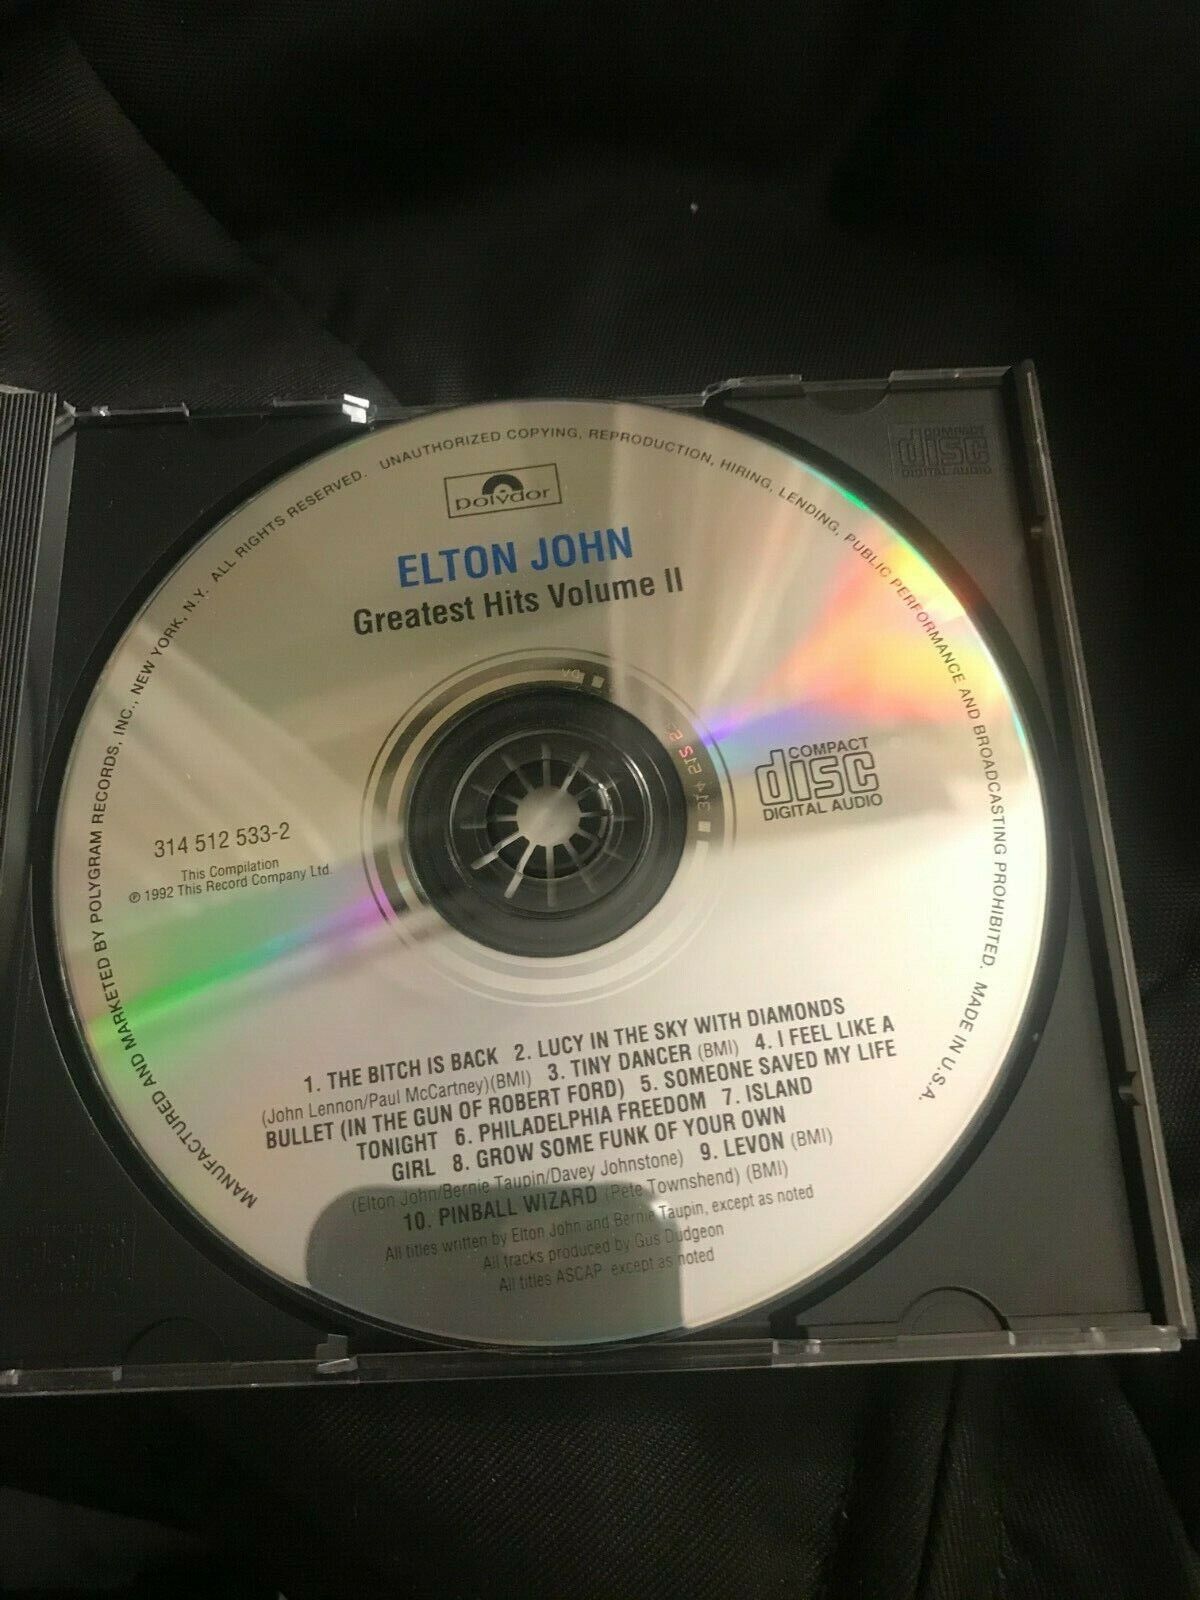 MANUFACTURED AND MARKETED BY POLYGRAM RECORDS, INC., NEW YORK, N.Y. ALL RIGHTS RESERVED. UNAUTHORIZED COPYING, REPRODUCTION, HIRING, LENDING, PUBLIC PERFORMANCE AND BROADCASTING PROHIBITED. MADE IN U.S.A.
polydor
ELTON JOHN
Greatest Hits Volume II
COMPACT
disc
DIGITAL AUDIO
COMPACT
disc
DIGITAL AUDIO
314 512 533-2
This Compilation
℗ 1992 This Record Company Ltd.
1. THE BITCH IS BACK 2. LUCY IN THE SKY WITH DIAMONDS
(John Lennon/Paul McCartney)(BMI) 3. TINY DANCER (BMI) 4. I FEEL LIKE A
BULLET (IN THE GUN OF ROBERT FORD) 5. SOMEONE SAVED MY LIFE
TONIGHT 6. PHILADELPHIA FREEDOM 7. ISLAND
GIRL 8. GROW SOME FUNK OF YOUR OWN
(Elton John/Bernie Taupin/Davey Johnstone) 9. LEVON (BMI)
10. PINBALL WIZARD (Pete Townshend) (BMI)
All titles written by Elton John and Bernie Taupin, except as noted
All tracks produced by Gus Dudgeon
All titles ASCAP except as noted